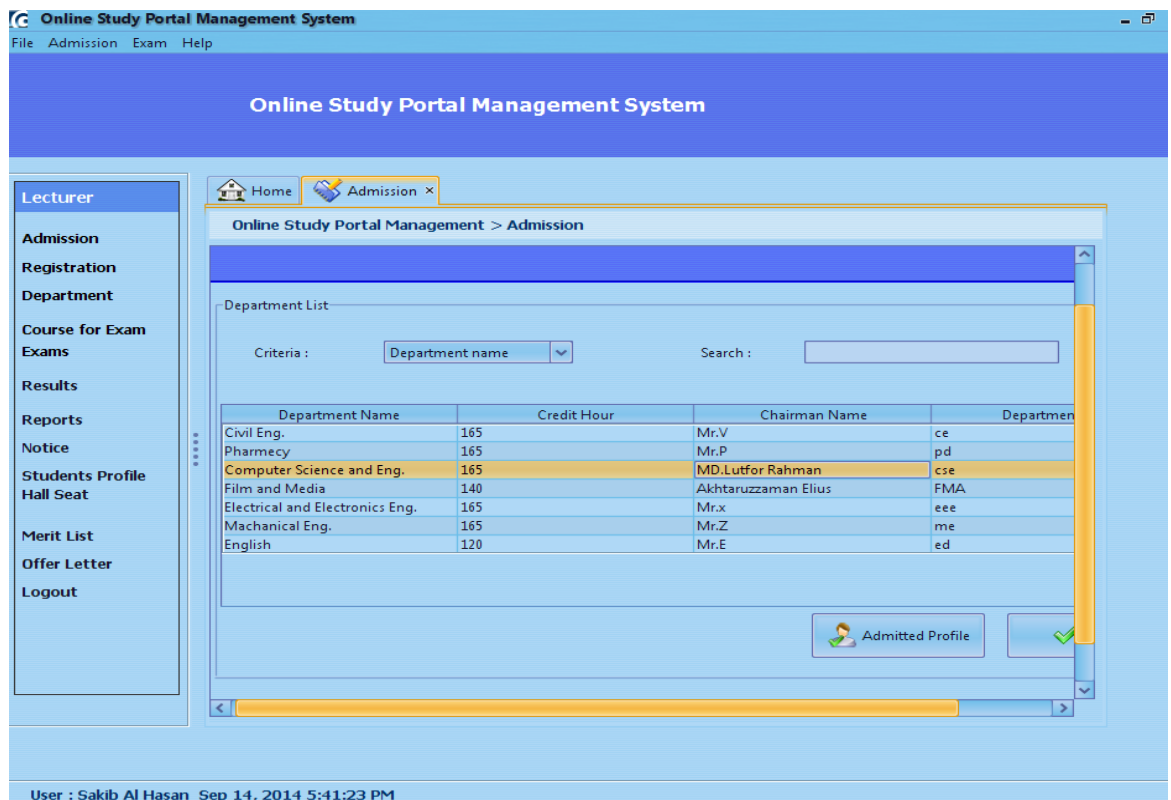 Online Study Portal Management System
File Admission Exam Help
Online Study Portal Management System
Lecturer
Admission
Registration
Department
Course for Exam
Exams
Results
Reports
Notice
Students Profile
Hall Seat
Merit List
Offer Letter
Logout
Home Admission ×
Online Study Portal Management > Admission
Department List
Criteria : Department name Search :
Department Name Credit Hour Chairman Name Departmen
Civil Eng. 165 Mr.V ce
Pharmecy 165 Mr.P pd
Computer Science and Eng. 165 MD.Lutfor Rahman cse
Film and Media 140 Akhtaruzzaman Elius FMA
Electrical and Electronics Eng. 165 Mr.x eee
Machanical Eng. 165 Mr.Z me
English 120 Mr.E ed
Admitted Profile
User : Sakib Al Hasan Sep 14, 2014 5:41:23 PM